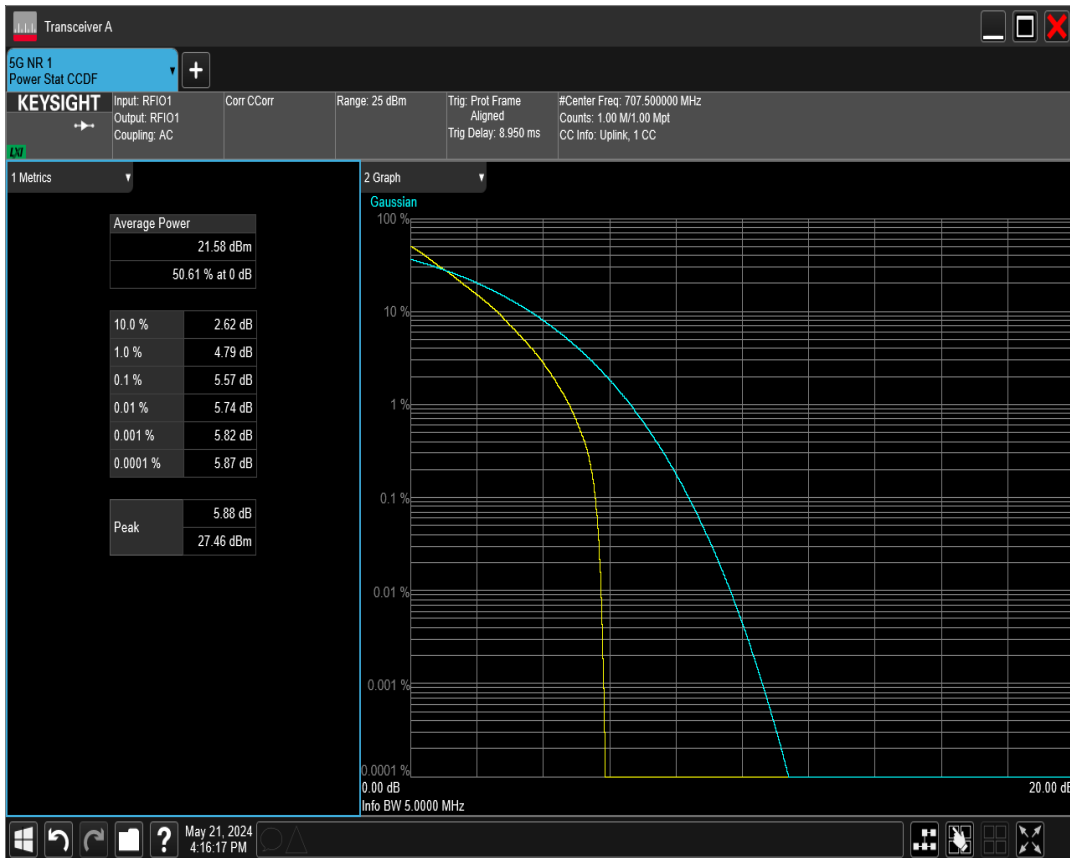 Transceiver A
5G NR 1
Power Stat CCDF
+
KEYSIGHT
LXI
Input: RFIO1
Output: RFIO1
Coupling: AC
Corr CCorr
Range: 25 dBm
Trig: Prot Frame
Aligned
Trig Delay: 8.950 ms
#Center Freq: 707.500000 MHz
Counts: 1.00 M/1.00 Mpt
CC Info: Uplink, 1 CC
1 Metrics
Average Power
21.58 dBm
50.61 % at 0 dB
10.0 % 2.62 dB
1.0 % 4.79 dB
0.1 % 5.57 dB
0.01 % 5.74 dB
0.001 % 5.82 dB
0.0001 % 5.87 dB
Peak
5.88 dB
27.46 dBm
2 Graph
Gaussian
100 %
10 %
1 %
0.1 %
0.01 %
0.001 %
0.0001 %
0.00 dB 20.00 dB
Info BW 5.0000 MHz
?
May 21, 2024
4:16:17 PM